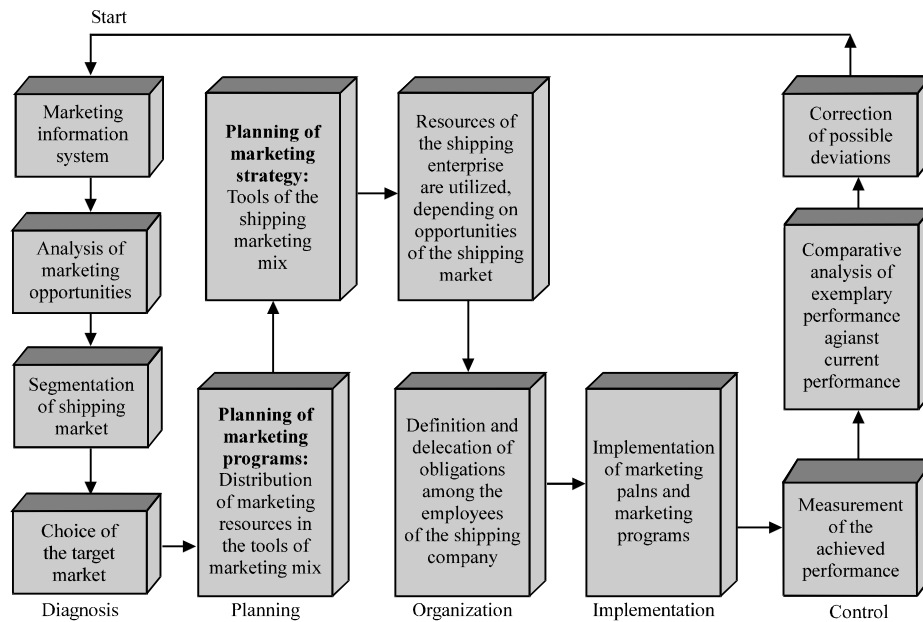 Start
Marketing
information
system
Analysis of
marketing
opportunities
Segmentation
of shipping
market
Choice of
the target
market
Diagnosis
Planning of
marketing
strategy:
Tools of the
shipping
marketing
mix
Planning of
marketing
programs:
Distribution
of marketing
resources in
the tools of
marketing mix
Planning
Resources of
the shipping
enterprise
are utilized,
depending on
opportunities
of the shipping
market
Definition and
delecation of
obligations
among the
employees
of the shipping
company
Organization
Implementation
of marketing
palns and
marketing
programs
Implementation
Correction
of possible
deviations
Comparative
analysis of
exemplary
performance
agianst
current
performance
Measurement
of the
achieved
performance
Control